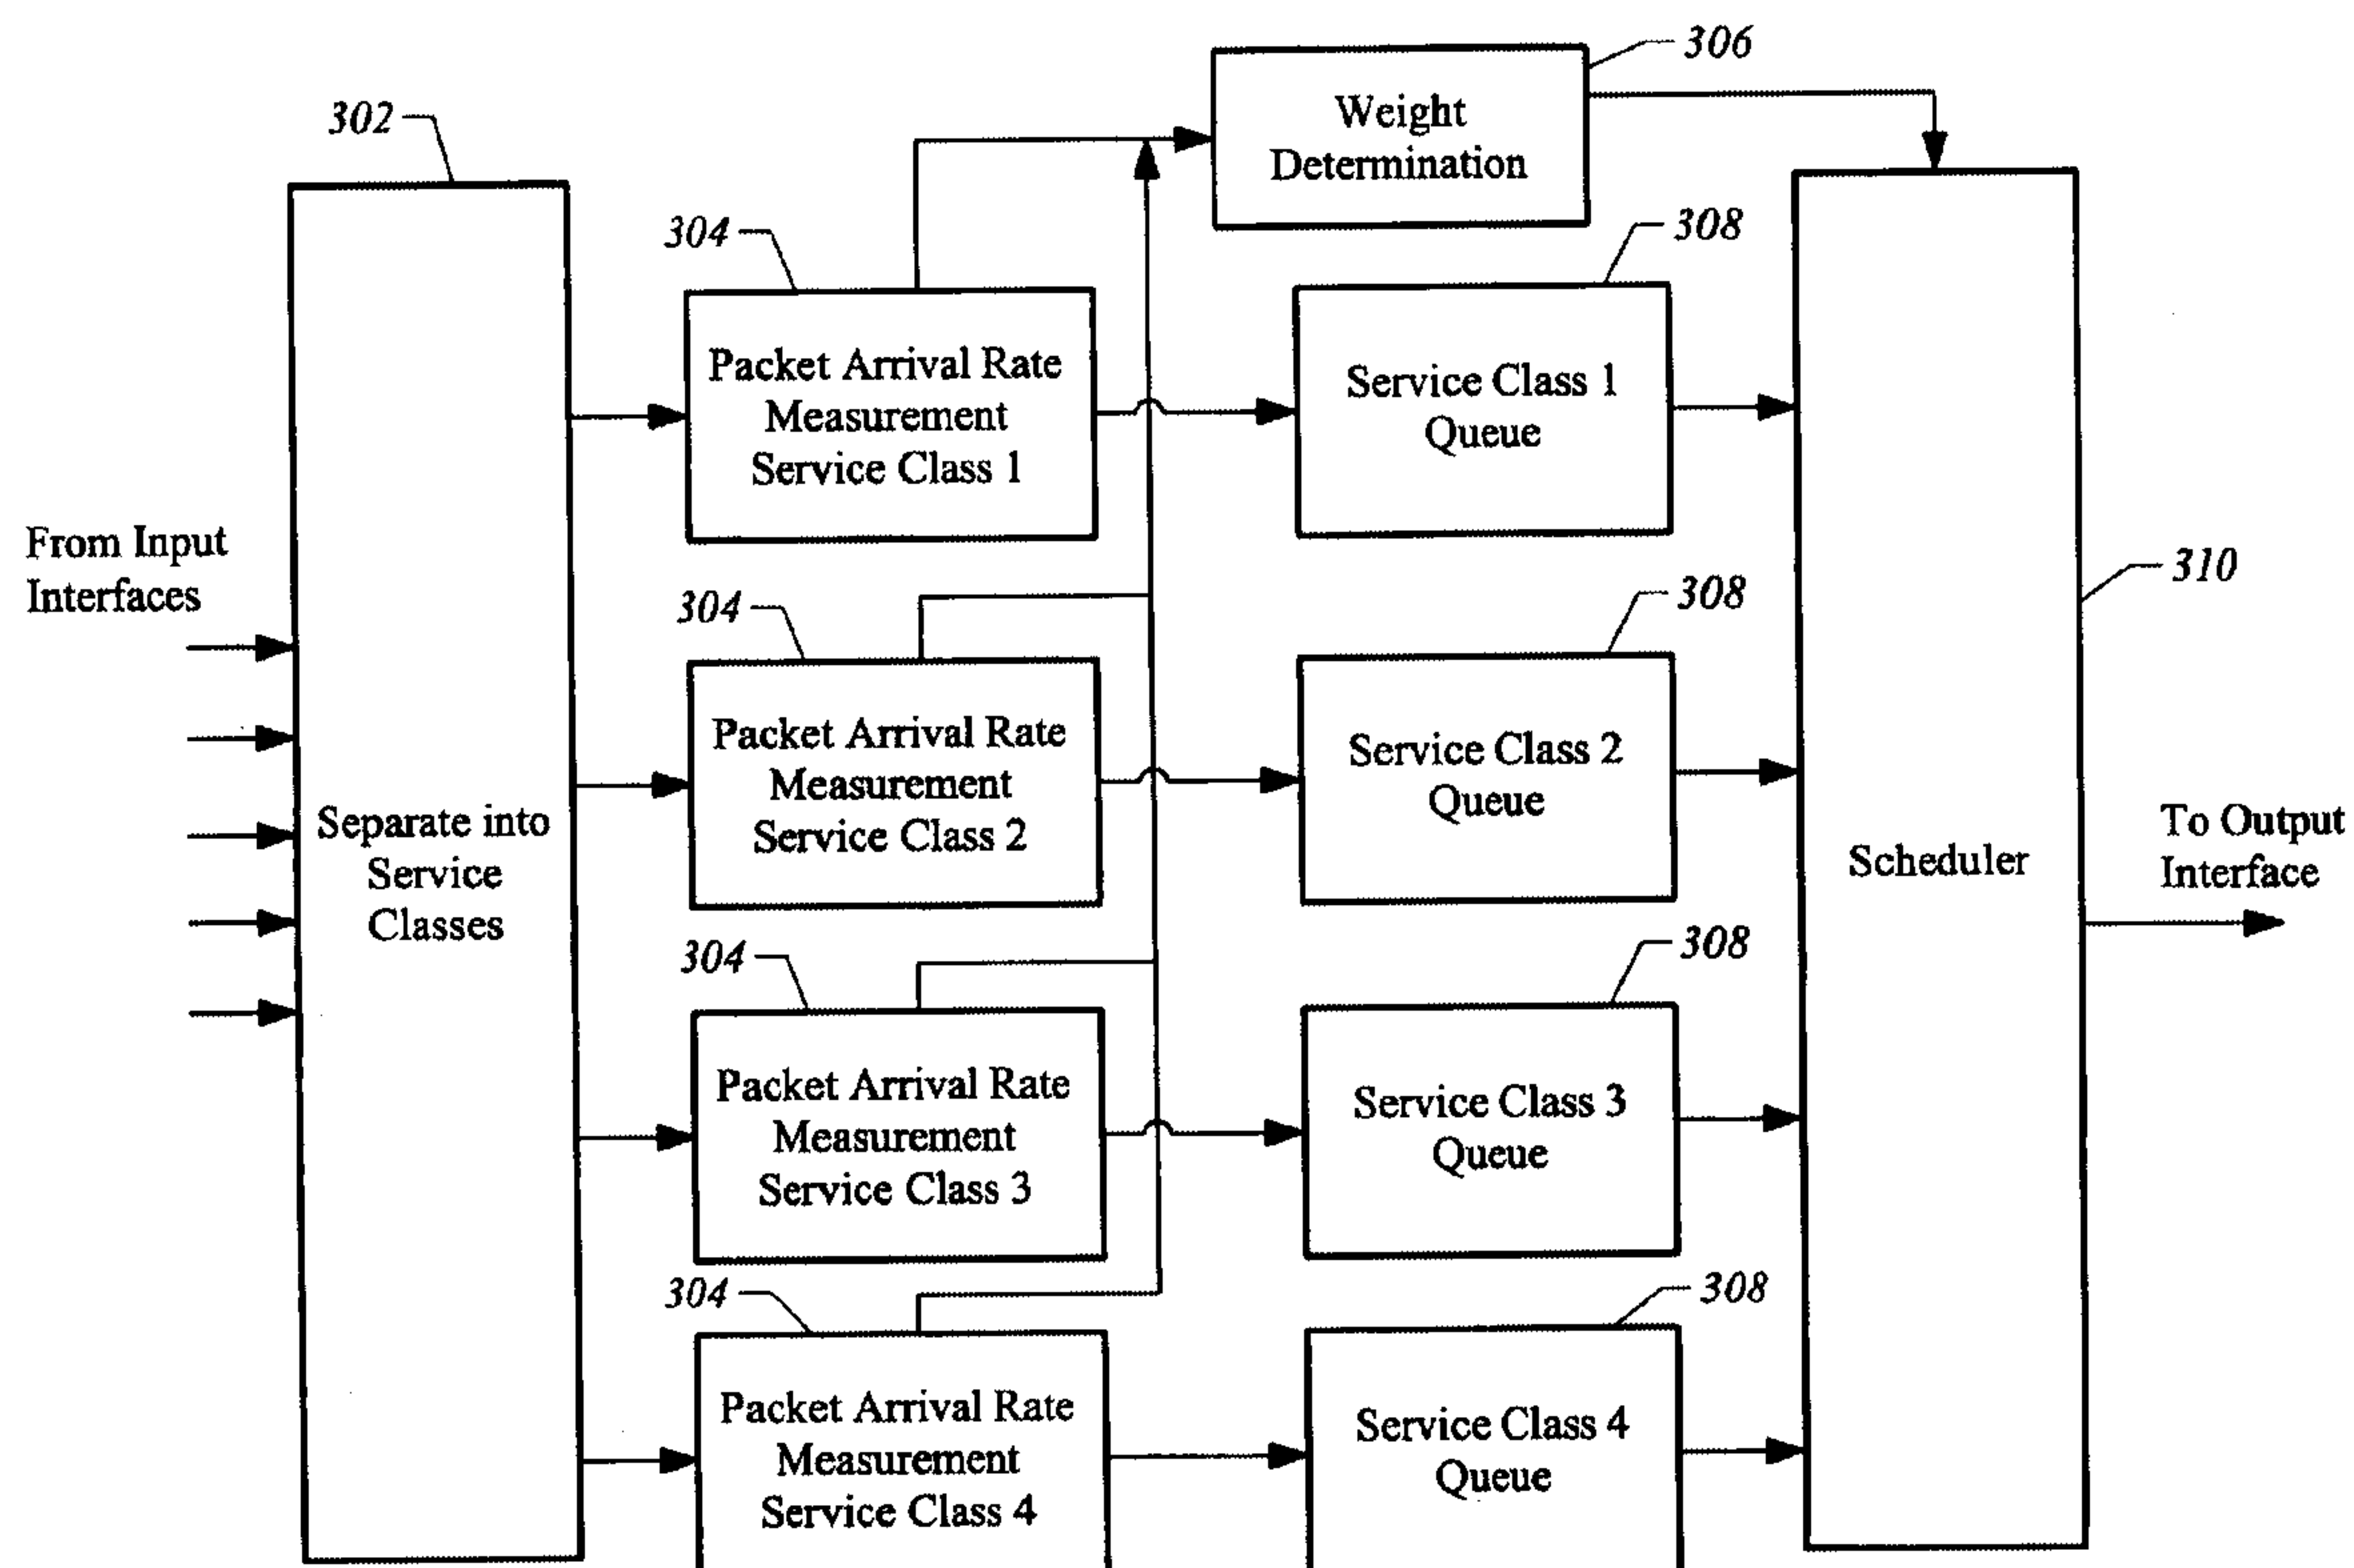 306
Weight
Determination
302
304
308
Packet Arrival Rate
Measurement
Service Class 1
Service Class 1
Queue
From Input
Interfaces
310
304
308
Packet Arrival Rate
Measurement
Service Class 2
Service Class 2
Queue
Separate into
Service
Classes
Scheduler
To Output
Interface
304
308
Packet Arrival Rate
Measurement
Service Class 3
Service Class 3
Queue
304
308
Packet Arrival Rate
Measurement
Service Class 4
Service Class 4
Queue